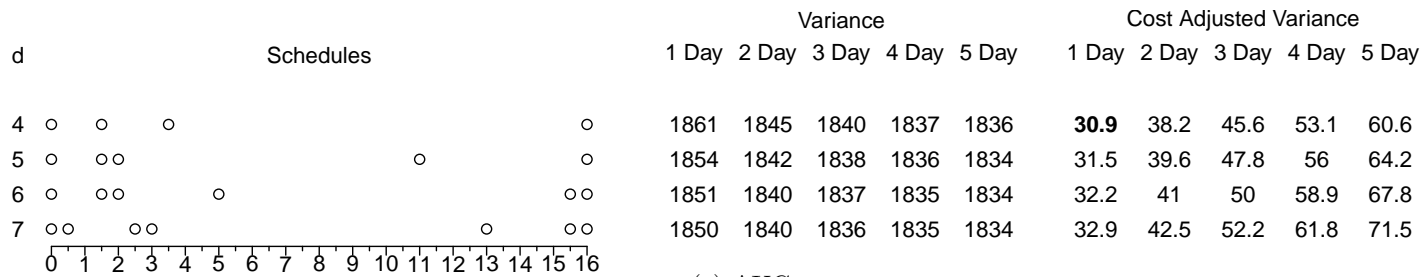 Variance Cost Adjusted Variance
d Schedules 1 Day 2 Day 3 Day 4 Day 5 Day 1 Day 2 Day 3 Day 4 Day 5 Day
4 1861 1845 1840 1837 1836 30.9 38.2 45.6 53.1 60.6
5 1854 1842 1838 1836 1834 31.5 39.6 47.8 56 64.2
6 1851 1840 1837 1835 1834 32.2 41 50 58.9 67.8
7 1850 1840 1836 1835 1834 32.9 42.5 52.2 61.8 71.5
0 1 2 3 4 5 6 7 8 9 10 11 12 13 14 15 16